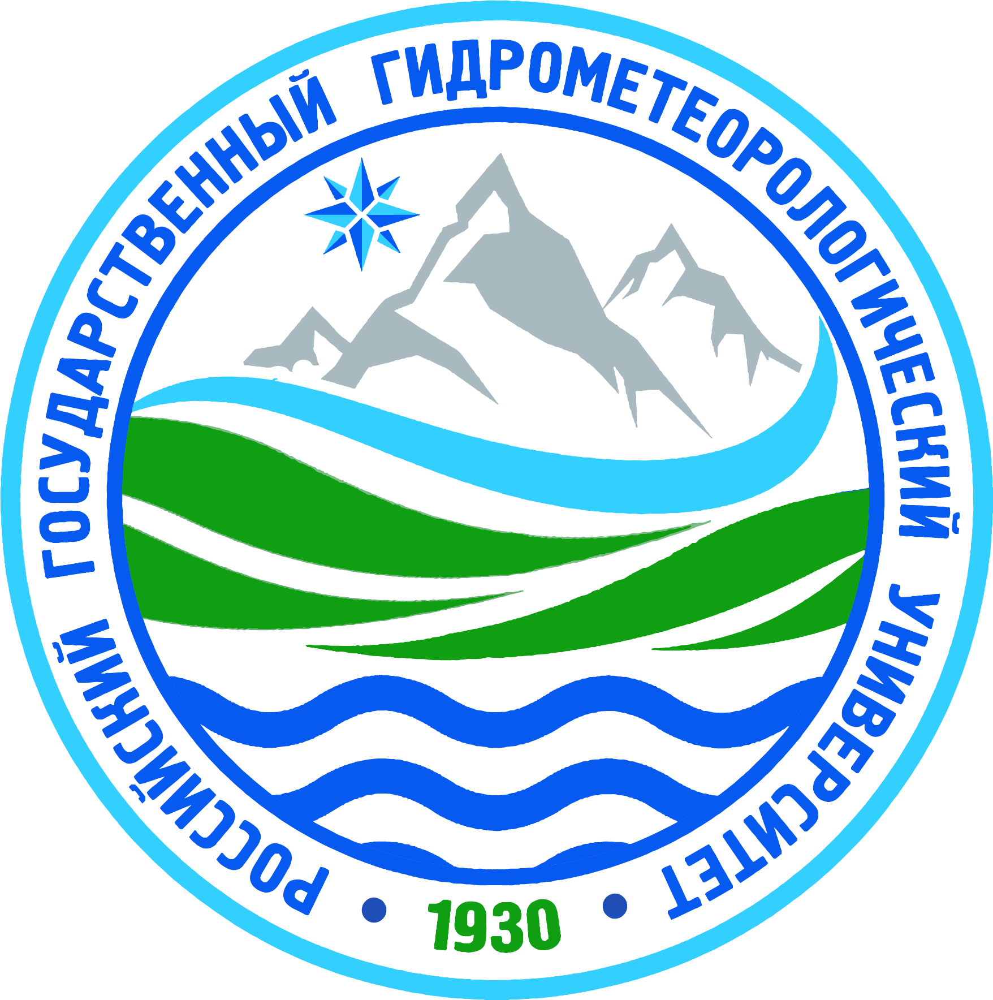 РОССИЙСКИЙ ГОСУДАРСТВЕННЫЙ ГИДРОМЕТЕОРОЛОГИЧЕСКИЙ УНИВЕРСИТЕТ
1930